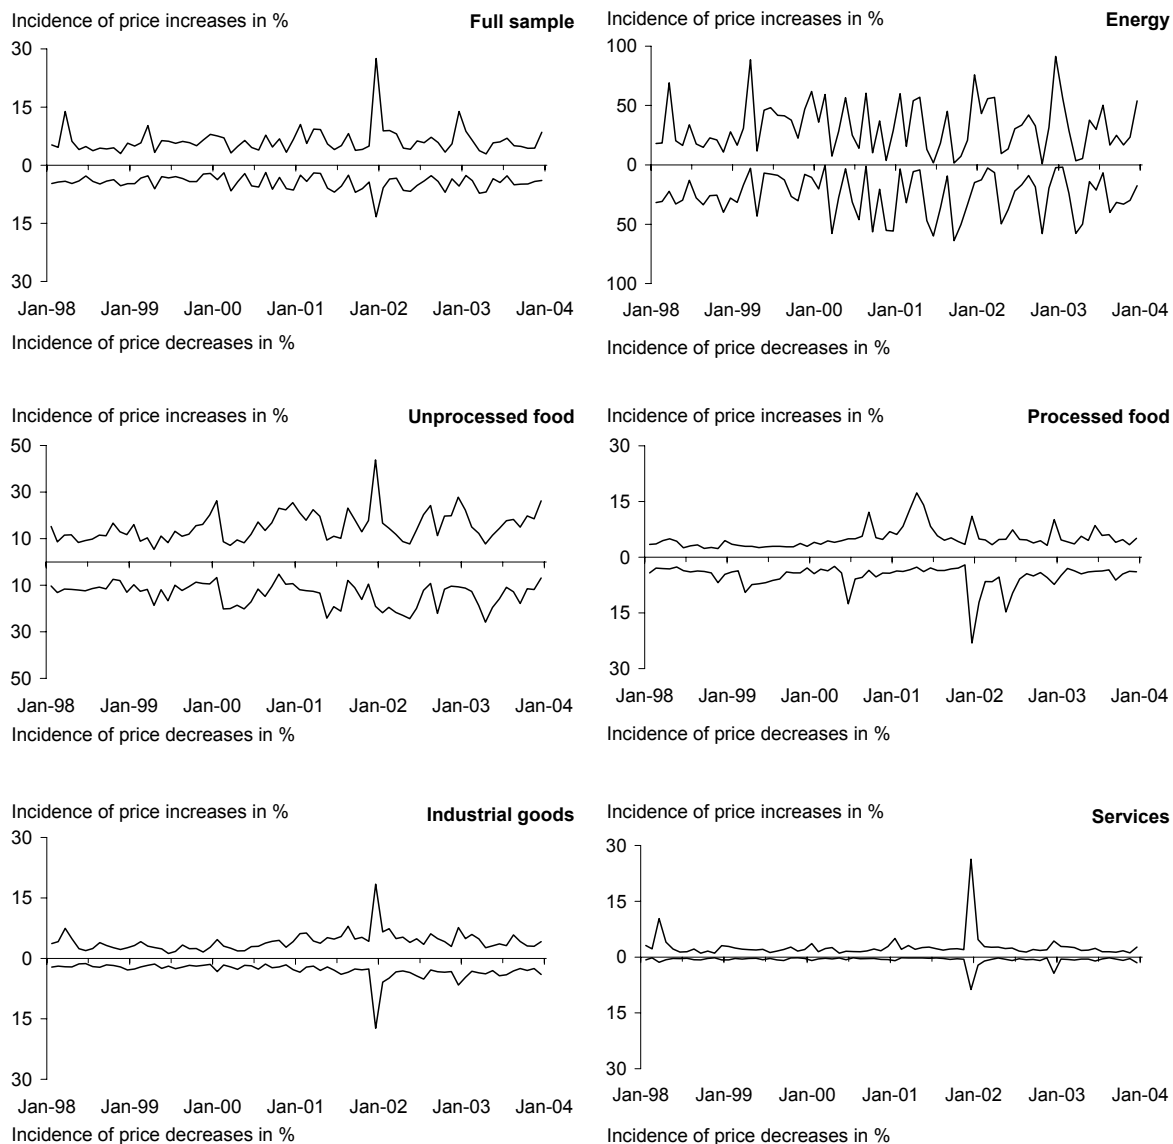 Incidence of price increases in % Full sample
30
15
0
0
15
30
Jan-98 Jan-99 Jan-00 Jan-01 Jan-02 Jan-03 Jan-04
Incidence of price decreases in %
Incidence of price increases in % Energy
100
50
0
0
50
100
Jan-98 Jan-99 Jan-00 Jan-01 Jan-02 Jan-03 Jan-04
Incidence of price decreases in %
Incidence of price increases in % Unprocessed food
50
30
10
10
30
50
Jan-98 Jan-99 Jan-00 Jan-01 Jan-02 Jan-03 Jan-04
Incidence of price decreases in %
Incidence of price increases in % Processed food
30
15
0
0
15
30
Jan-98 Jan-99 Jan-00 Jan-01 Jan-02 Jan-03 Jan-04
Incidence of price decreases in %
Incidence of price increases in % Industrial goods
30
15
0
0
15
30
Jan-98 Jan-99 Jan-00 Jan-01 Jan-02 Jan-03 Jan-04
Incidence of price decreases in %
Incidence of price increases in % Services
30
15
0
0
15
30
Jan-98 Jan-99 Jan-00 Jan-01 Jan-02 Jan-03 Jan-04
Incidence of price decreases in %